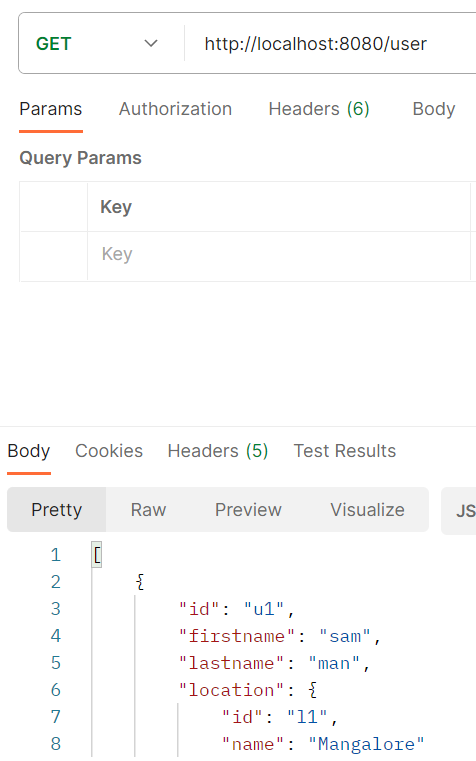 GET http://localhost:8080/user
Params Authorization Headers (6) Body
Query Params
Key
Key
Body Cookies Headers (5) Test Results
Pretty Raw Preview Visualize JS
1 [
2 {
3 "id": "u1",
4 "firstname": "sam",
5 "lastname": "man",
6 "location": {
7 "id": "l1",
8 "name": "Mangalore"